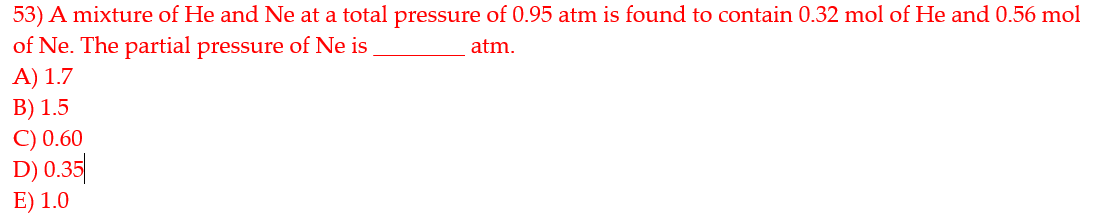 53) A mixture of He and Ne at a total pressure of 0.95 atm is found to contain 0.32 mol of He and 0.56 mol
of Ne. The partial pressure of Ne is ________ atm.
A) 1.7
B) 1.5
C) 0.60
D) 0.35
E) 1.0